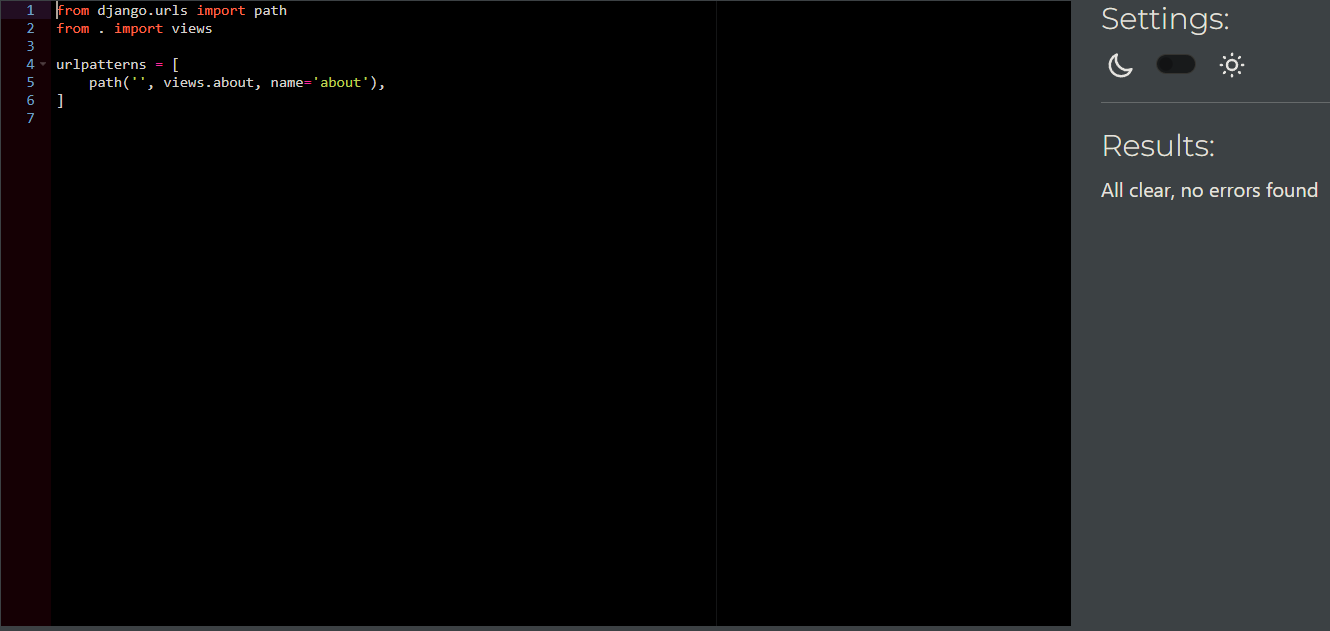 1 from django.urls import path
2 from . import views
3
4 urlpatterns = [
5     path('', views.about, name='about'),
6 ]
7
Settings:
Results:
All clear, no errors found